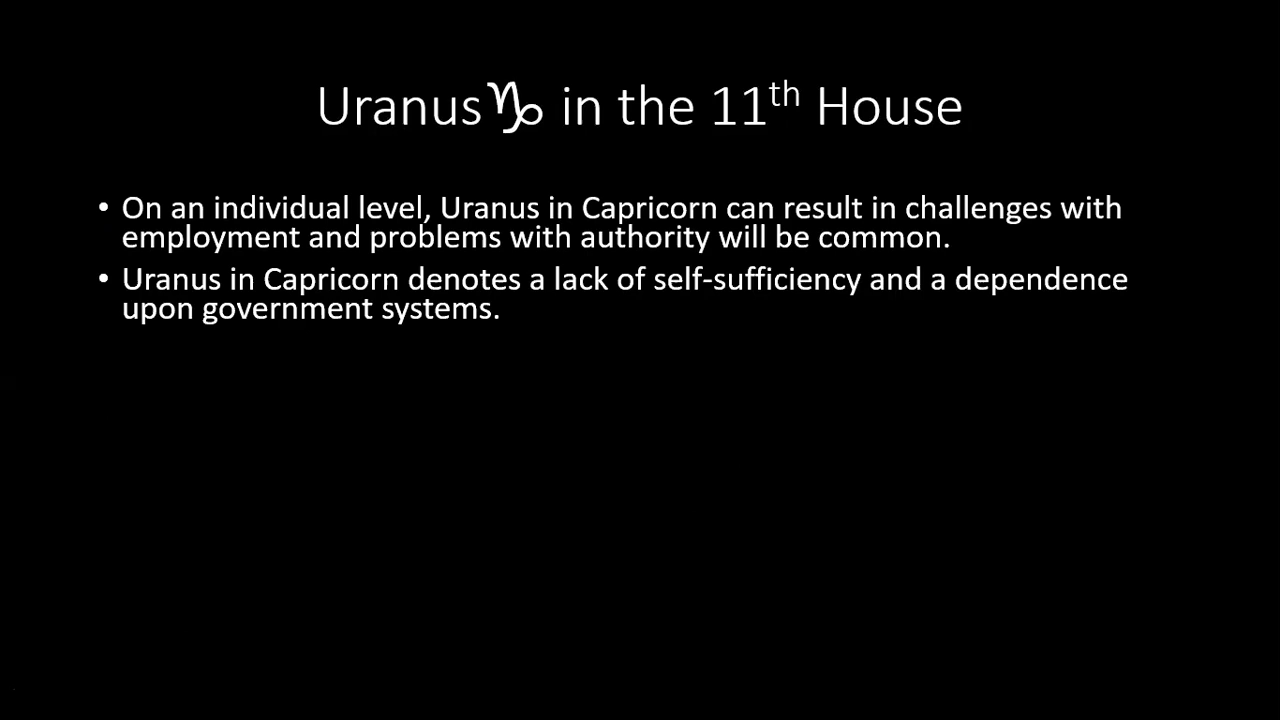 Uranus♑ in the 11th House
• On an individual level, Uranus in Capricorn can result in challenges with
employment and problems with authority will be common.
• Uranus in Capricorn denotes a lack of self-sufficiency and a dependence
upon government systems.